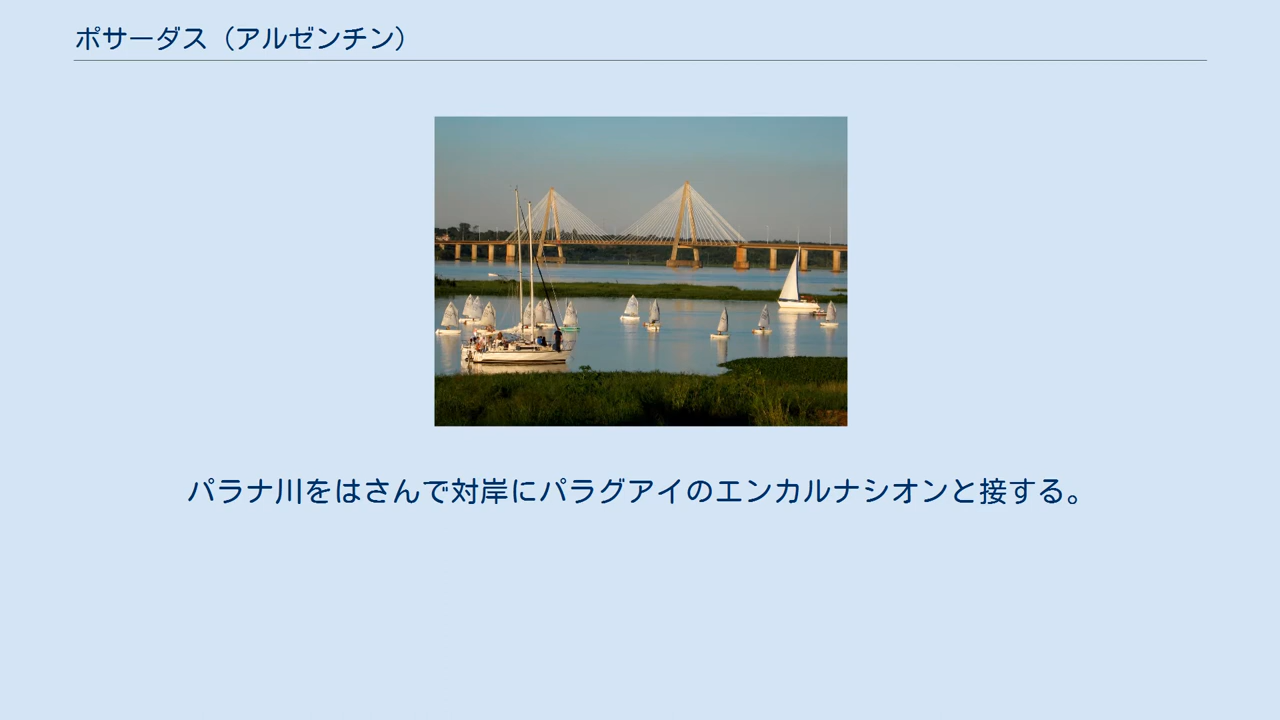 ポサーダス（アルゼンチン）
パラナ川をはさんで対岸にパラグアイのエンカルナシオンと接する。